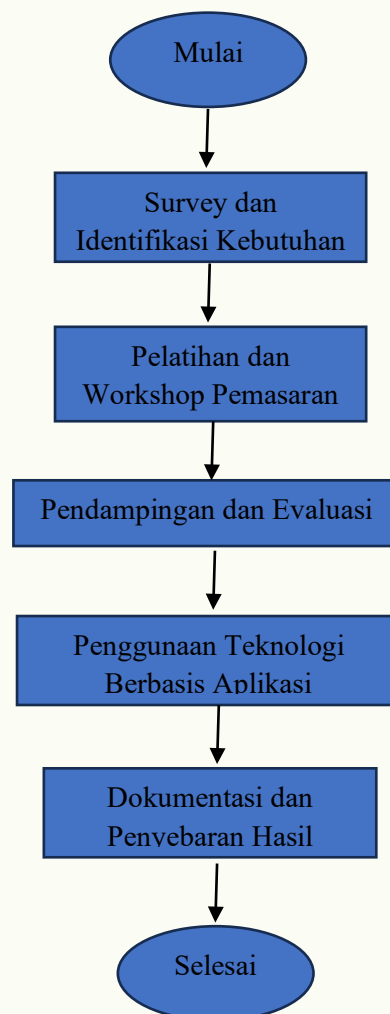 Mulai
Survey dan
Identifikasi Kebutuhan
Pelatihan dan
Workshop Pemasaran
Pendampingan dan Evaluasi
Penggunaan Teknologi
Berbasis Aplikasi
Dokumentasi dan
Penyebaran Hasil
Selesai